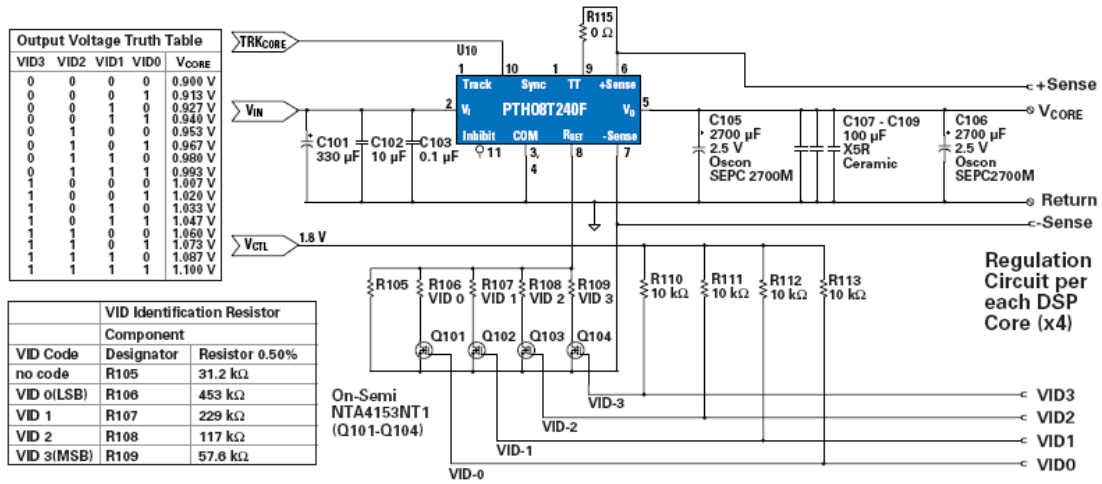 Output Voltage Truth Table
VID3 VID2 VID1 VID0 VCORE
0 0 0 0 0.900 V
0 0 0 1 0.913 V
0 0 1 0 0.927 V
0 0 1 1 0.940 V
0 1 0 0 0.953 V
0 1 0 1 0.967 V
0 1 1 0 0.980 V
0 1 1 1 0.993 V
1 0 0 0 1.007 V
1 0 0 1 1.020 V
1 0 1 0 1.033 V
1 0 1 1 1.047 V
1 1 0 0 1.060 V
1 1 0 1 1.073 V
1 1 1 0 1.087 V
1 1 1 1 1.100 V
TRKCORE
VIN
VCTL
1.8 V
R115
0 Ω
U10
1 10 1 9 6
Track Sync TT +Sense
2 VI PTH08T240F VO 5
Inhibit COM RSET -Sense
11 3, 8 7
4
C101
330 µF
C102
10 µF
C103
0.1 µF
C105
2700 µF
2.5 V
Oscon
SEPC 2700M
C107 - C109
100 µF
X5R
Ceramic
C106
2700 µF
2.5 V
Oscon
SEPC2700M
+Sense
VCORE
Return
-Sense
R105
R106
VID 0
R107
VID 1
R108
VID 2
R109
VID 3
R110
10 kΩ
R111
10 kΩ
R112
10 kΩ
R113
10 kΩ
Regulation
Circuit per
each DSP
Core (x4)
Q101
Q102
Q103
Q104
VID Identification Resistor
Component
VID Code Designator Resistor 0.50%
no code R105 31.2 kΩ
VID 0(LSB) R106 453 kΩ
VID 1 R107 229 kΩ
VID 2 R108 117 kΩ
VID 3(MSB) R109 57.6 kΩ
On-Semi
NTA4153NT1
(Q101-Q104)
VID-3
VID-2
VID-1
VID-0
VID3
VID2
VID1
VID0